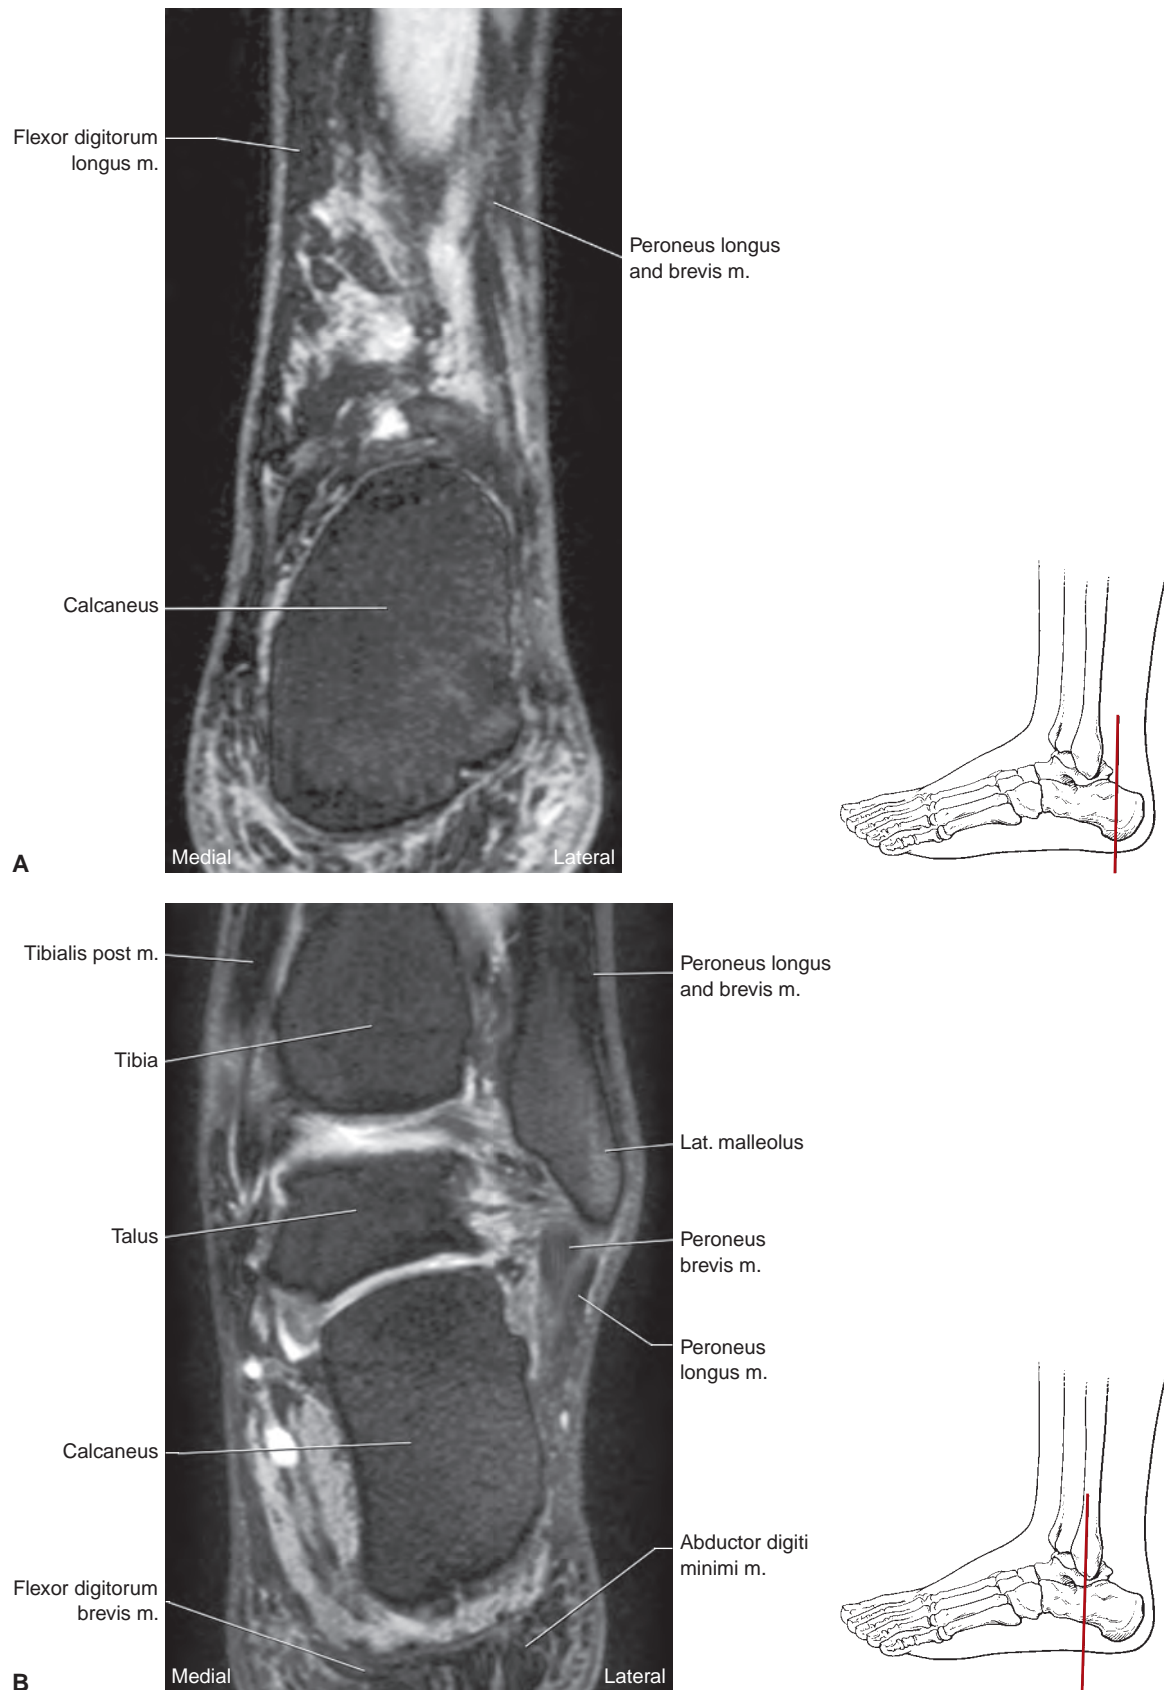 Flexor digitorum
longus m.
Peroneus longus
and brevis m.
Calcaneus
Medial
Lateral
A
Tibialis post m.
Peroneus longus
and brevis m.
Tibia
Lat. malleolus
Talus
Peroneus
brevis m.
Peroneus
longus m.
Calcaneus
Abductor digiti
minimi m.
Flexor digitorum
brevis m.
Medial
Lateral
B